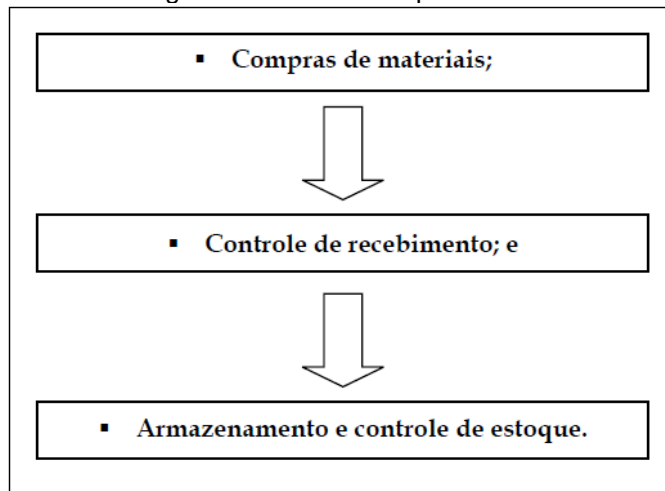 ▪ Compras de materiais;
▪ Controle de recebimento; e
▪ Armazenamento e controle de estoque.